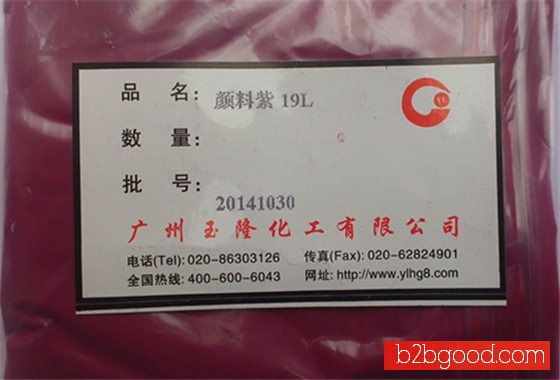 品 名: 颜料紫 19L
YL
数 量:
批 号: 20141030
广州玉隆化工有限公司
电话(Tel): 020-86303126 传真(Fax): 020-62824901
全国热线: 400-600-6043 网址: http://www.ylhg8.com
b2bgood.com